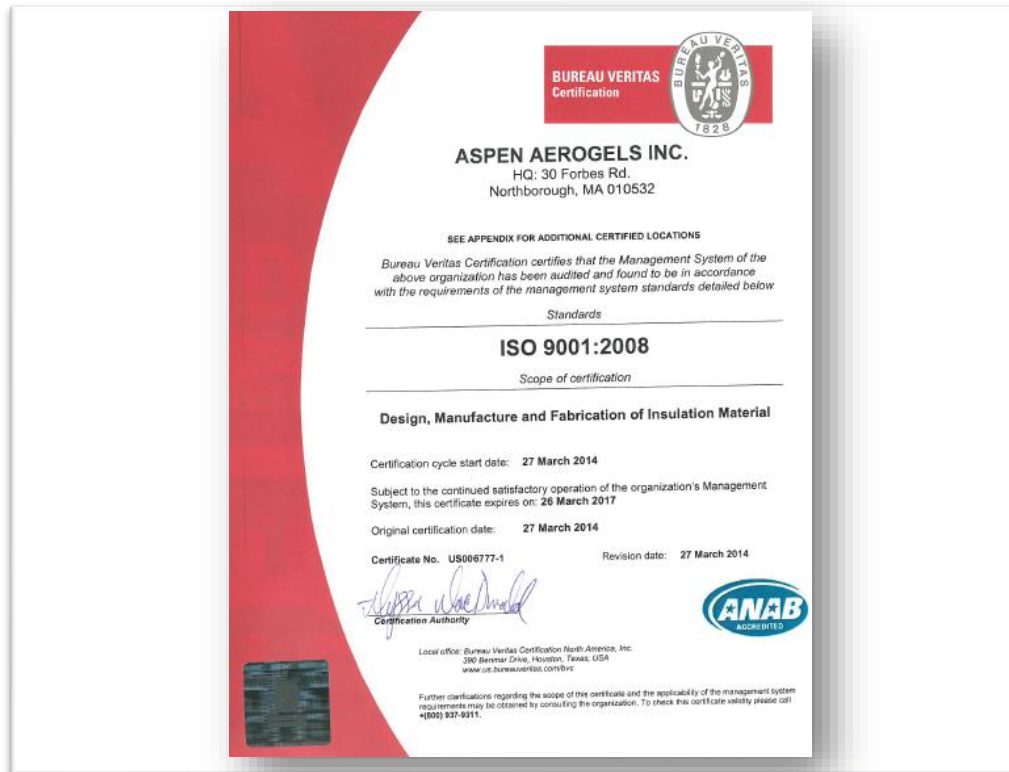 BUREAU VERITAS
Certification
BUREAU VERITAS
1828
ASPEN AEROGELS INC.
HQ: 30 Forbes Rd.
Northborough, MA 010532
SEE APPENDIX FOR ADDITIONAL CERTIFIED LOCATIONS
Bureau Veritas Certification certifies that the Management System of the
above organization has been audited and found to be in accordance
with the requirements of the management system standards detailed below
Standards
ISO 9001:2008
Scope of certification
Design, Manufacture and Fabrication of Insulation Material
Certification cycle start date: 27 March 2014
Subject to the continued satisfactory operation of the organization's Management
System, this certificate expires on: 26 March 2017
Original certification date: 27 March 2014
Certificate No. US006777-1 Revision date: 27 March 2014
Certification Authority
ANAB
ACCREDITED
Local office: Bureau Veritas Certification North America, Inc.
390 Benmar Drive, Houston, Texas, USA
www.us.bureauveritas.com/bvc
Further clarifications regarding the scope of this certificate and the applicability of the management system
requirements may be obtained by consulting the organization. To check this certificate validity please call
+(800) 937-9311.